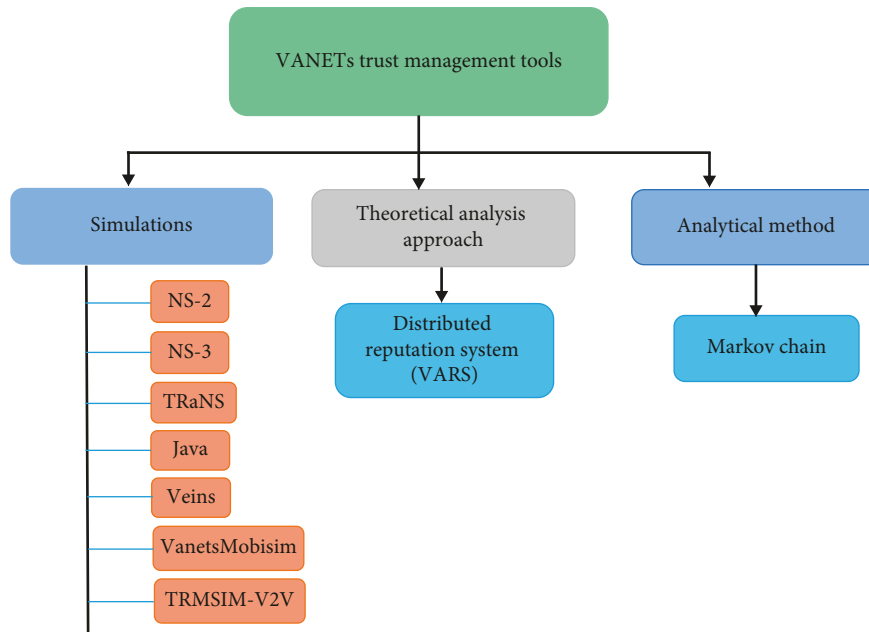 VANETs trust management tools
Simulations
Theoretical analysis
approach
Analytical method
NS-2
NS-3
TRaNS
Java
Veins
VanetsMobisim
TRMSIM-V2V
Distributed
reputation system
(VARS)
Markov chain